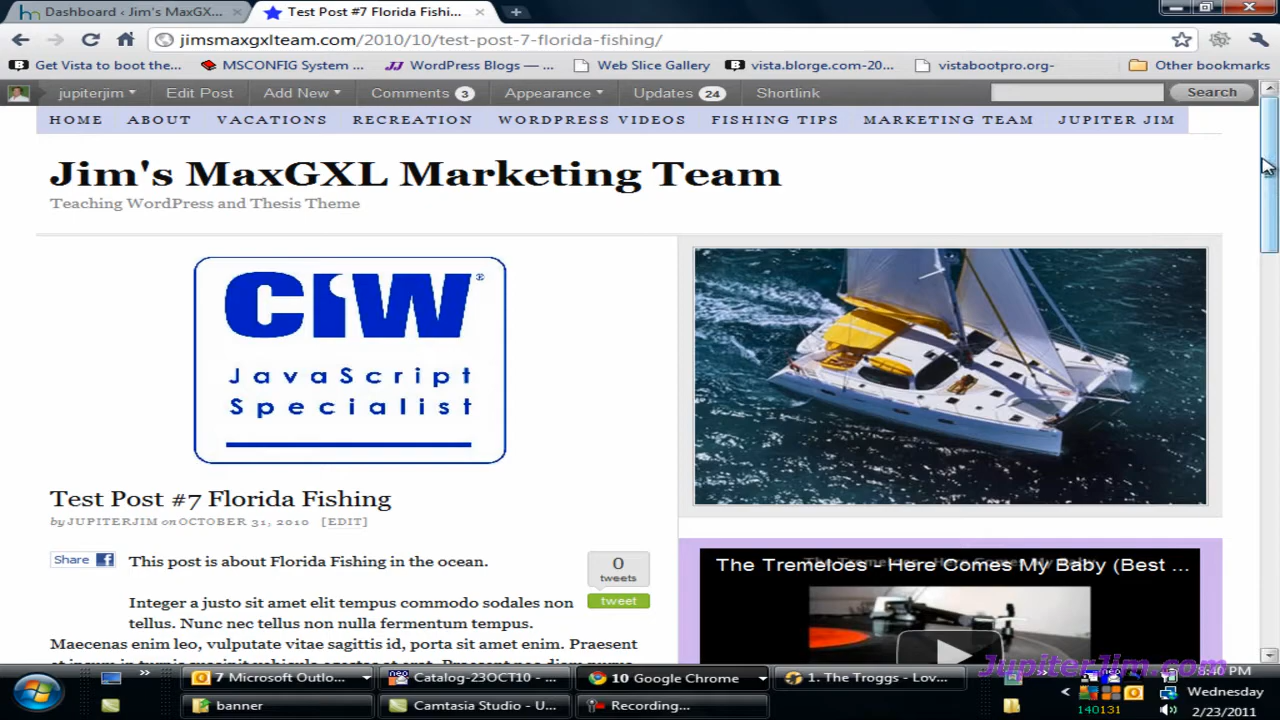 Dashboard ‹ Jim's MaxGX...
Test Post #7 Florida Fishi...
jimsmaxgxlteam.com/2010/10/test-post-7-florida-fishing/
Get Vista to boot the...
MSCONFIG System ...
WordPress Blogs — ...
Web Slice Gallery
vista.blorge.com-20...
vistabootpro.org-
Other bookmarks
jupiterjim
Edit Post
Add New
Comments 3
Appearance
Updates 24
Shortlink
Search
HOME ABOUT VACATIONS RECREATION WORDPRESS VIDEOS FISHING TIPS MARKETING TEAM JUPITER JIM
Jim's MaxGXL Marketing Team
Teaching WordPress and Thesis Theme
CIW®
JavaScript
Specialist
Test Post #7 Florida Fishing
by JUPITERJIM on OCTOBER 31, 2010 [EDIT]
Share f
This post is about Florida Fishing in the ocean.
0
tweets
tweet
Integer a justo sit amet elit tempus commodo sodales non
tellus. Nunc nec tellus non nulla fermentum tempus.
Maecenas enim leo, vulputate vitae sagittis id, porta sit amet enim. Praesent
The Tremeloes - Here Comes My Baby (Best ...
JupiterJim.com
7 Microsoft Outlo...
Catalog-23OCT10 - ...
10 Google Chrome
1. The Troggs - Lov...
8:40 PM
banner
Camtasia Studio - U...
Recording...
Wednesday
140131
2/23/2011